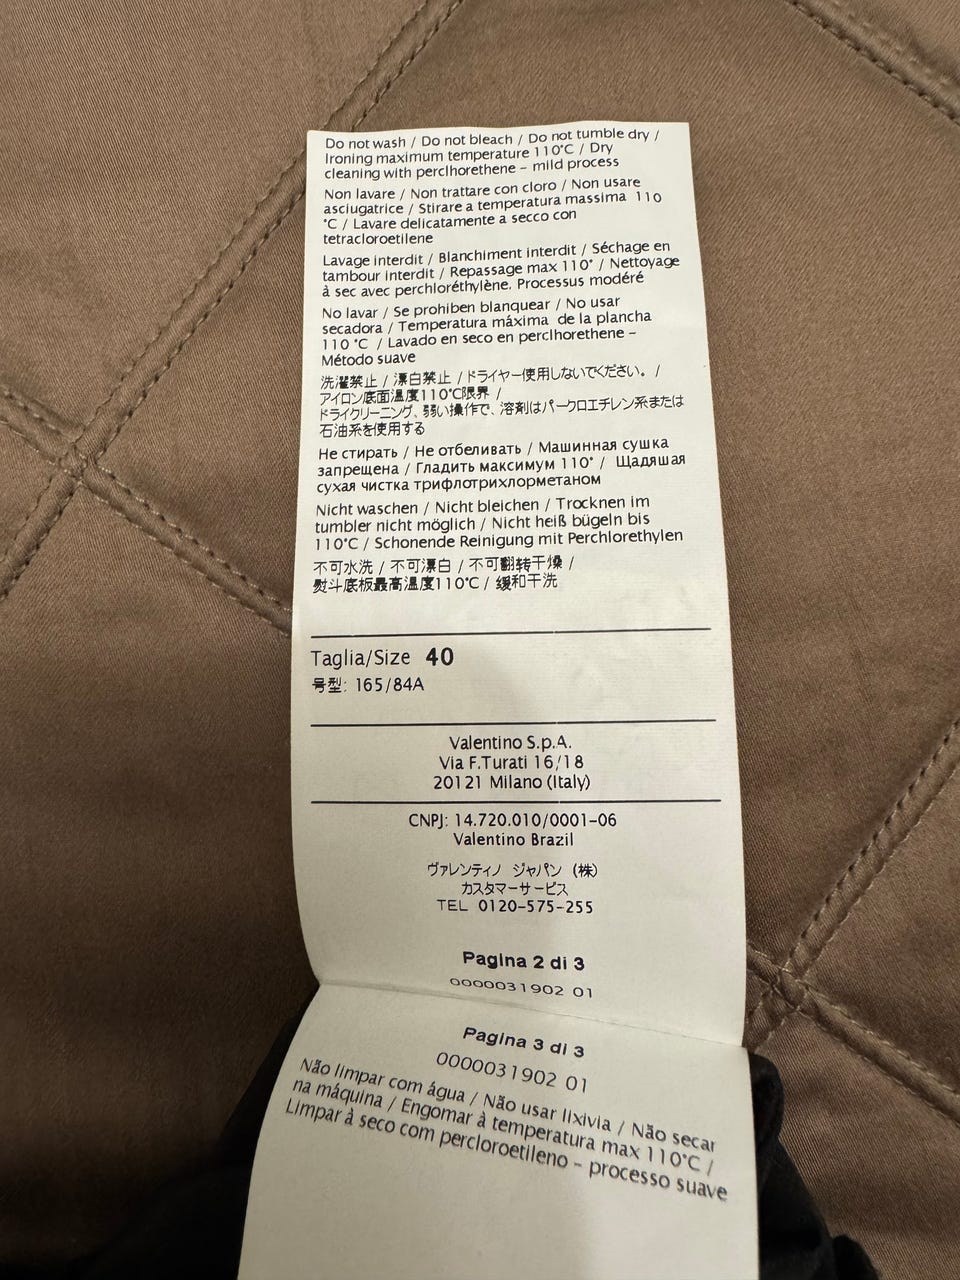 Do not wash / Do not bleach / Do not tumble dry /
Ironing maximum temperature 110°C / Dry
cleaning with perclhorethene - mild process
Non lavare / Non trattare con cloro / Non usare
asciugatrice / Stirare a temperatura massima 110
°C / Lavare delicatamente a secco con
tetracloroetilene
Lavage interdit / Blanchiment interdit / Séchage en
tambour interdit / Repassage max 110° / Nettoyage
à sec avec perchloréthylène. Processus modéré
No lavar / Se prohiben blanquear / No usar
secadora / Temperatura máxima de la plancha
110 °C / Lavado en seco en perclhorethene -
Método suave
洗濯禁止 / 漂白禁止 / ドライヤー使用しないでください。 /
アイロン底面温度110°C限界 /
ドライクリーニング、弱い操作で、溶剤はパークロエチレン系または
石油系を使用する
Не стирать / Не отбеливать / Машинная сушка
запрещена / Гладить максимум 110° / Щадящая
сухая чистка трифлотрихлорметаном
Nicht waschen / Nicht bleichen / Trocknen im
tumbler nicht möglich / Nicht heiß bügeln bis
110°C / Schonende Reinigung mit Perchlorethylen
不可水洗 / 不可漂白 / 不可翻转干燥 /
熨斗底板最高温度110°C / 缓和干洗
Taglia/Size 40
号型: 165/84A
Valentino S.p.A.
Via F.Turati 16/18
20121 Milano (Italy)
CNPJ: 14.720.010/0001-06
Valentino Brazil
ヴァレンティノ ジャパン (株)
カスタマーサービス
TEL 0120-575-255
Pagina 2 di 3
0000031902 01
Pagina 3 di 3
0000031902 01
Não limpar com água / Não usar lixivia / Não secar
na máquina / Engomar à temperatura max 110°C /
Limpar à seco com percloroetileno - processo suave